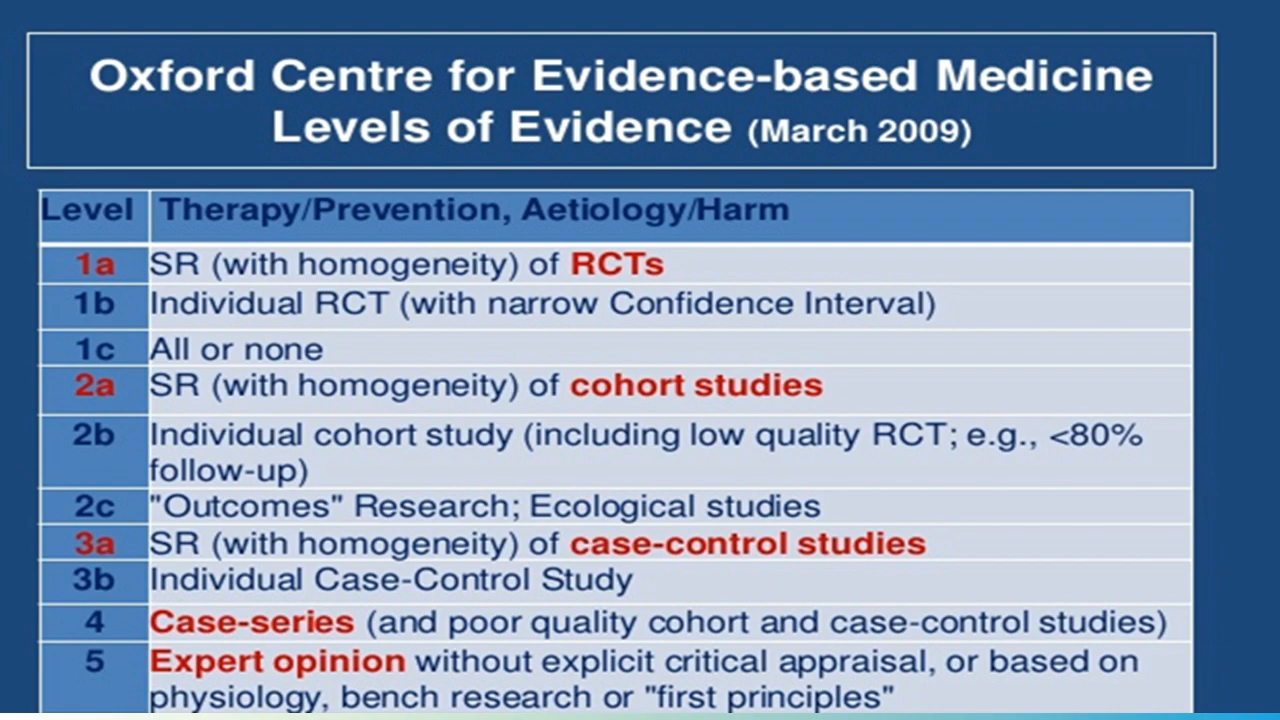 Oxford Centre for Evidence-based Medicine
Levels of Evidence (March 2009)
Level Therapy/Prevention, Aetiology/Harm
1a SR (with homogeneity) of RCTs
1b Individual RCT (with narrow Confidence Interval)
1c All or none
2a SR (with homogeneity) of cohort studies
2b Individual cohort study (including low quality RCT; e.g., <80%
follow-up)
2c "Outcomes" Research; Ecological studies
3a SR (with homogeneity) of case-control studies
3b Individual Case-Control Study
4 Case-series (and poor quality cohort and case-control studies)
5 Expert opinion without explicit critical appraisal, or based on
physiology, bench research or "first principles"